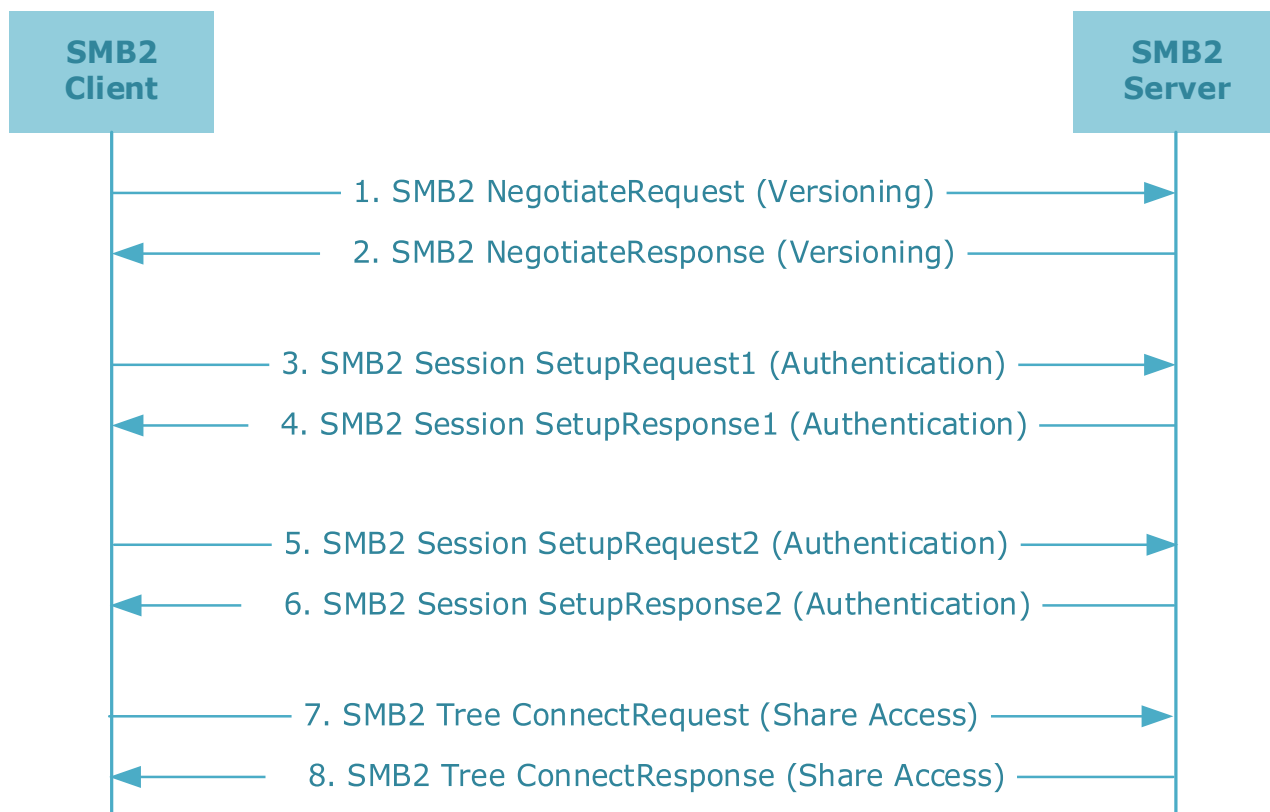 SMB2
Client
SMB2
Server
1. SMB2 NegotiateRequest (Versioning)
2. SMB2 NegotiateResponse (Versioning)
3. SMB2 Session SetupRequest1 (Authentication)
4. SMB2 Session SetupResponse1 (Authentication)
5. SMB2 Session SetupRequest2 (Authentication)
6. SMB2 Session SetupResponse2 (Authentication)
7. SMB2 Tree ConnectRequest (Share Access)
8. SMB2 Tree ConnectResponse (Share Access)